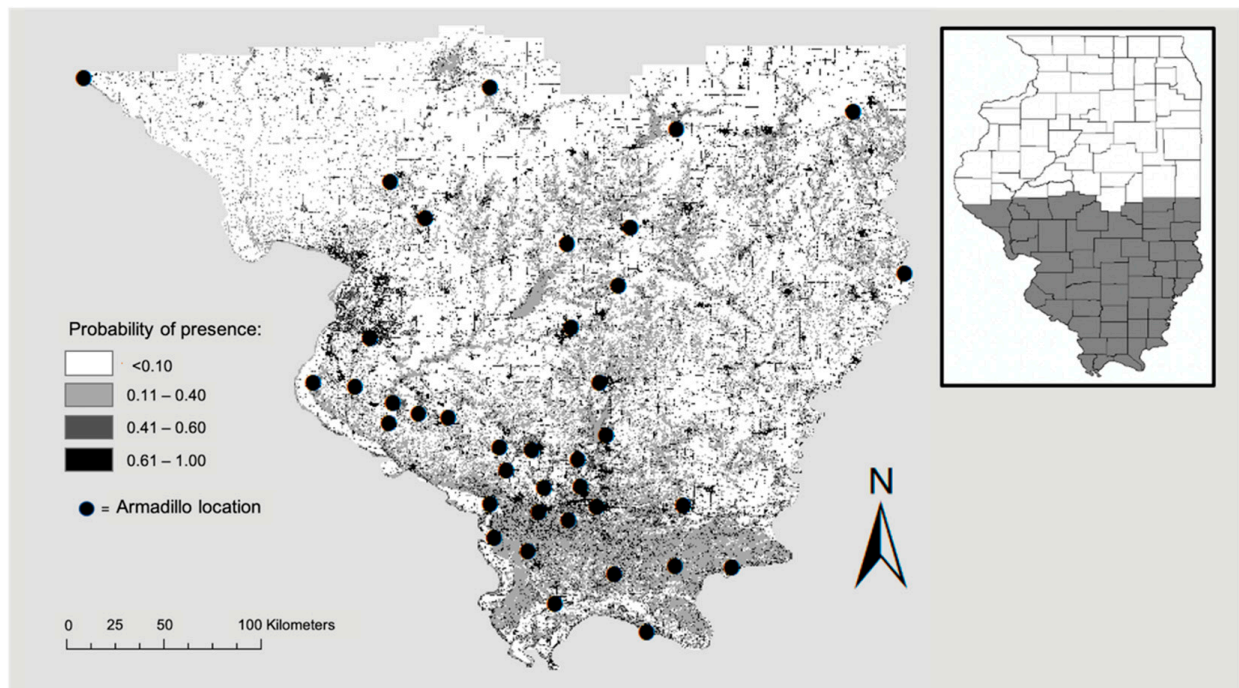 Probability of presence:
<0.10
0.11 – 0.40
0.41 – 0.60
0.61 – 1.00
= Armadillo location
N
0 25 50 100 Kilometers